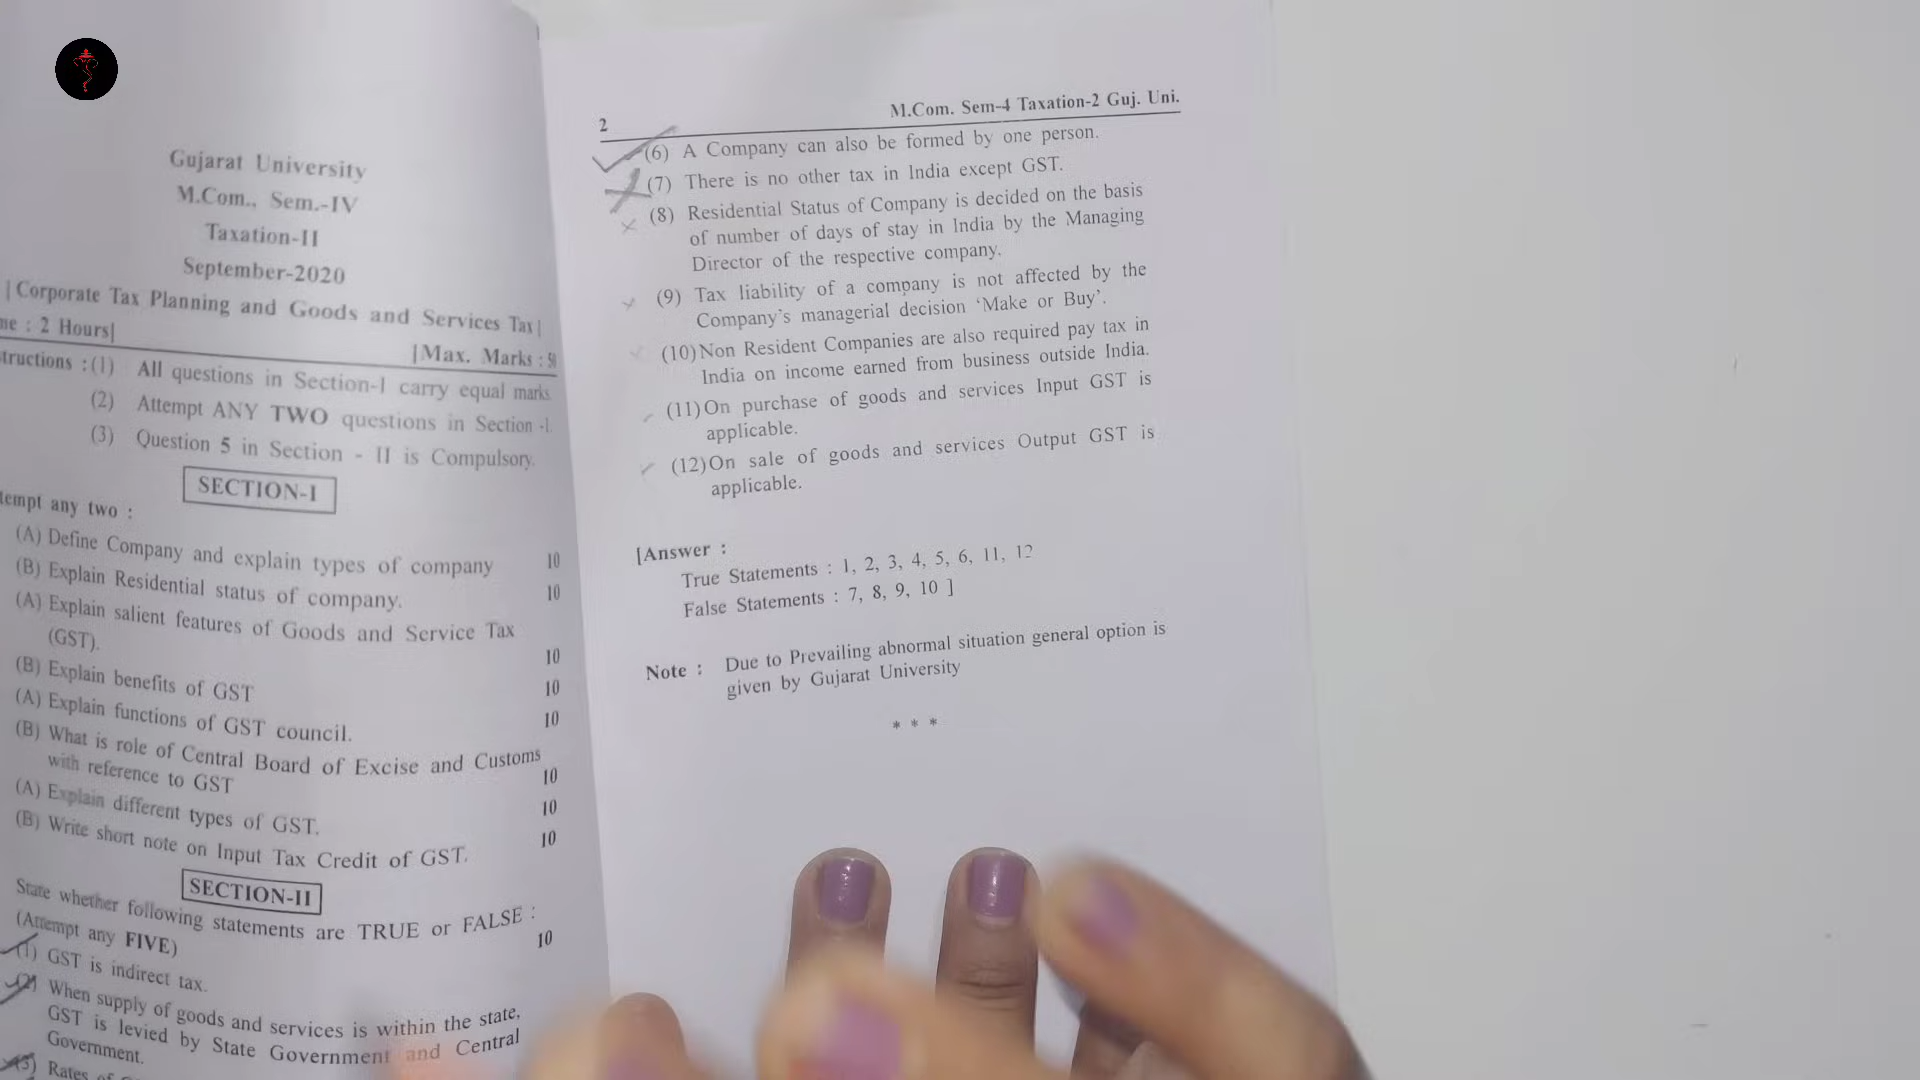 Gujarat University
M.Com., Sem.-IV
Taxation-II
September-2020
|Corporate Tax Planning and Goods and Services Tax|
: 2 Hours|
|Max. Marks : 50
:(1) All questions in Section-I carry equal marks.
(2) Attempt ANY TWO questions in Section -I.
(3) Question 5 in Section - II is Compulsory.
SECTION-I
any two :
(A) Define Company and explain types of company 10
(B) Explain Residential status of company. 10
(A) Explain salient features of Goods and Service Tax
(GST). 10
(B) Explain benefits of GST 10
(A) Explain functions of GST council. 10
(B) What is role of Central Board of Excise and Customs
with reference to GST 10
(A) Explain different types of GST. 10
(B) Write short note on Input Tax Credit of GST. 10
SECTION-II
State whether following statements are TRUE or FALSE :
(Attempt any FIVE) 10
(1) GST is indirect tax.
(2) When supply of goods and services is within the state,
GST is levied by State Government and Central
Government.
(3) Rates of
2 M.Com. Sem-4 Taxation-2 Guj. Uni.
(6) A Company can also be formed by one person.
(7) There is no other tax in India except GST.
(8) Residential Status of Company is decided on the basis
of number of days of stay in India by the Managing
Director of the respective company.
(9) Tax liability of a company is not affected by the
Company's managerial decision 'Make or Buy'.
(10)Non Resident Companies are also required pay tax in
India on income earned from business outside India.
(11)On purchase of goods and services Input GST is
applicable.
(12)On sale of goods and services Output GST is
applicable.
[Answer :
True Statements : 1, 2, 3, 4, 5, 6, 11, 12
False Statements : 7, 8, 9, 10 ]
Note : Due to Prevailing abnormal situation general option is
given by Gujarat University
* * *